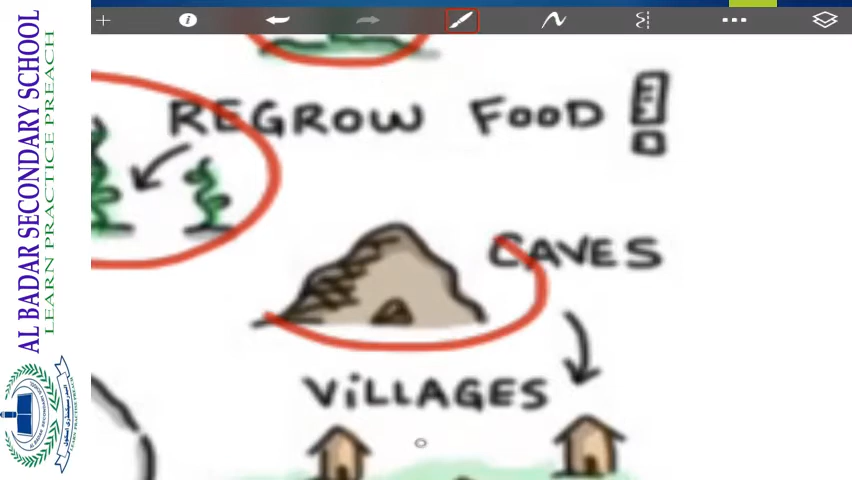 AL BADAR SECONDARY SCHOOL
LEARN PRACTICE PREACH
REGROW FOOD !
CAVES
ViLLAGES